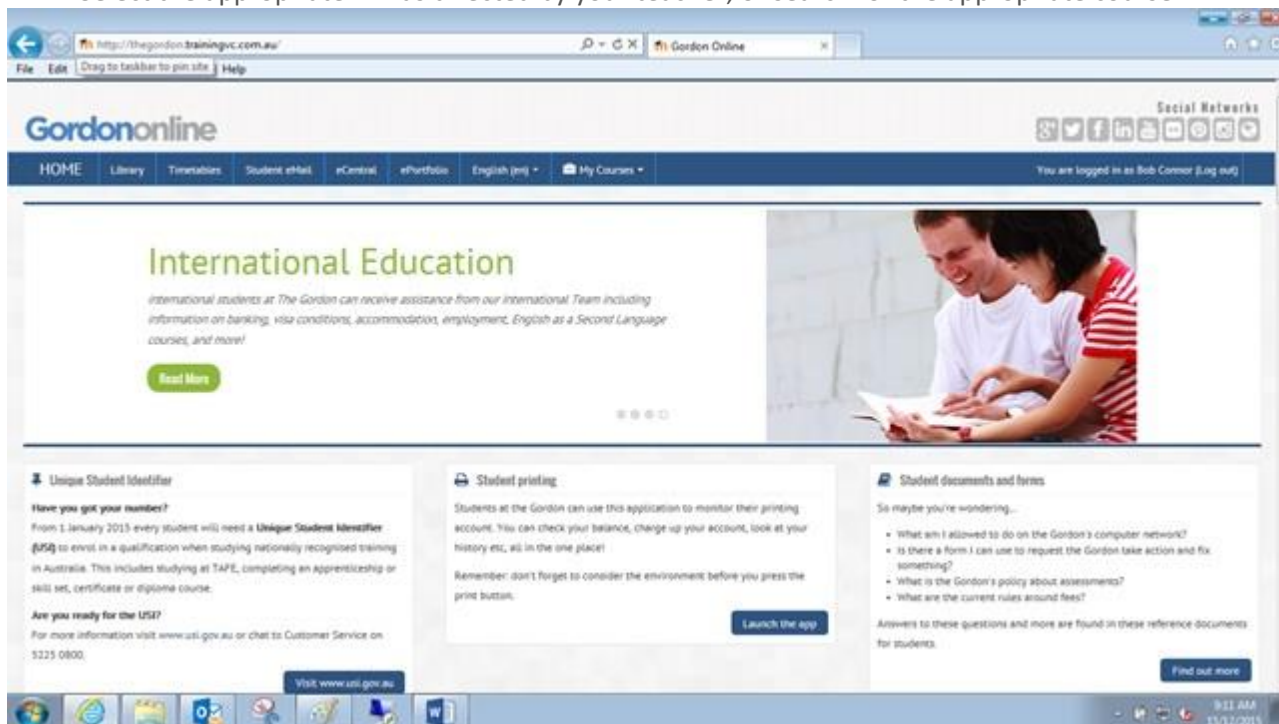 http://thegordon.trainingvc.com.au/
Gordon Online
File Edit Help
Drag to taskbar to pin site
Social Networks
Gordononline
HOME Library Timetables Student eMail eCentral ePortfolio English (en) My Courses You are logged in as Bob Connor (Log out)
International Education
International students at The Gordon can receive assistance from our International Team including
information on banking, visa conditions, accommodation, employment, English as a Second Language
courses, and more!
Read More
Unique Student Identifier
Have you got your number?
From 1 January 2015 every student will need a Unique Student Identifier
(USI) to enrol in a qualification when studying nationally recognised training
in Australia. This includes studying at TAFE, completing an apprenticeship or
skill set, certificate or diploma course.
Are you ready for the USI?
For more information visit www.usi.gov.au or chat to Customer Service on
5225 0800.
Visit www.usi.gov.au
Student printing
Students at the Gordon can use this application to monitor their printing
account. You can check your balance, charge up your account, look at your
history etc, all in the one place!
Remember: don't forget to consider the environment before you press the
print button.
Launch the app
Student documents and forms
So maybe you're wondering...
What am I allowed to do on the Gordon's computer network?
Is there a form I can use to request the Gordon take action and fix
something?
What is the Gordon's policy about assessments?
What are the current rules around fees?
Answers to these questions and more are found in these reference documents
for students.
Find out more
9:11 AM
15/12/2015